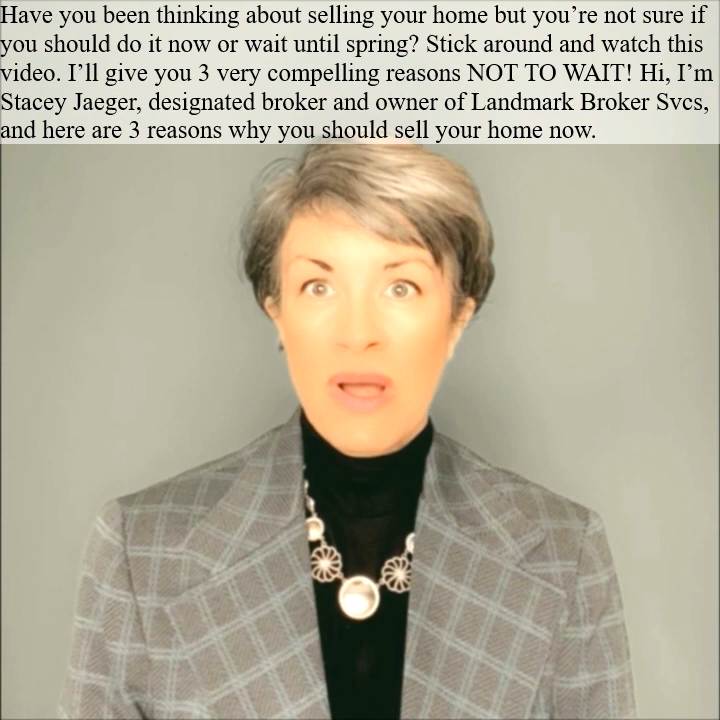 Have you been thinking about selling your home but you’re not sure if
you should do it now or wait until spring? Stick around and watch this
video. I’ll give you 3 very compelling reasons NOT TO WAIT! Hi, I’m
Stacey Jaeger, designated broker and owner of Landmark Broker Svcs,
and here are 3 reasons why you should sell your home now.